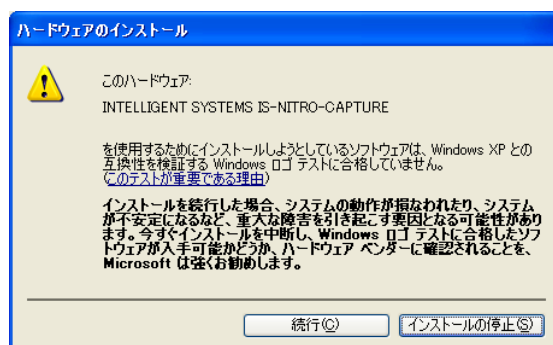 ハードウェアのインストール
このハードウェア:
INTELLIGENT SYSTEMS IS-NITRO-CAPTURE
を使用するためにインストールしようとしているソフトウェアは、Windows XP との
互換性を検証する Windows ロゴ テストに合格していません。
(このテストが重要である理由)
インストールを続行した場合、システムの動作が損なわれたり、システム
が不安定になるなど、重大な障害を引き起こす要因となる可能性があり
ます。今すぐインストールを中断し、Windows ロゴ テストに合格したソフ
トウェアが入手可能かどうか、ハードウェア ベンダーに確認されることを、
Microsoft は強くお勧めします。
続行(C)
インストールの停止(S)